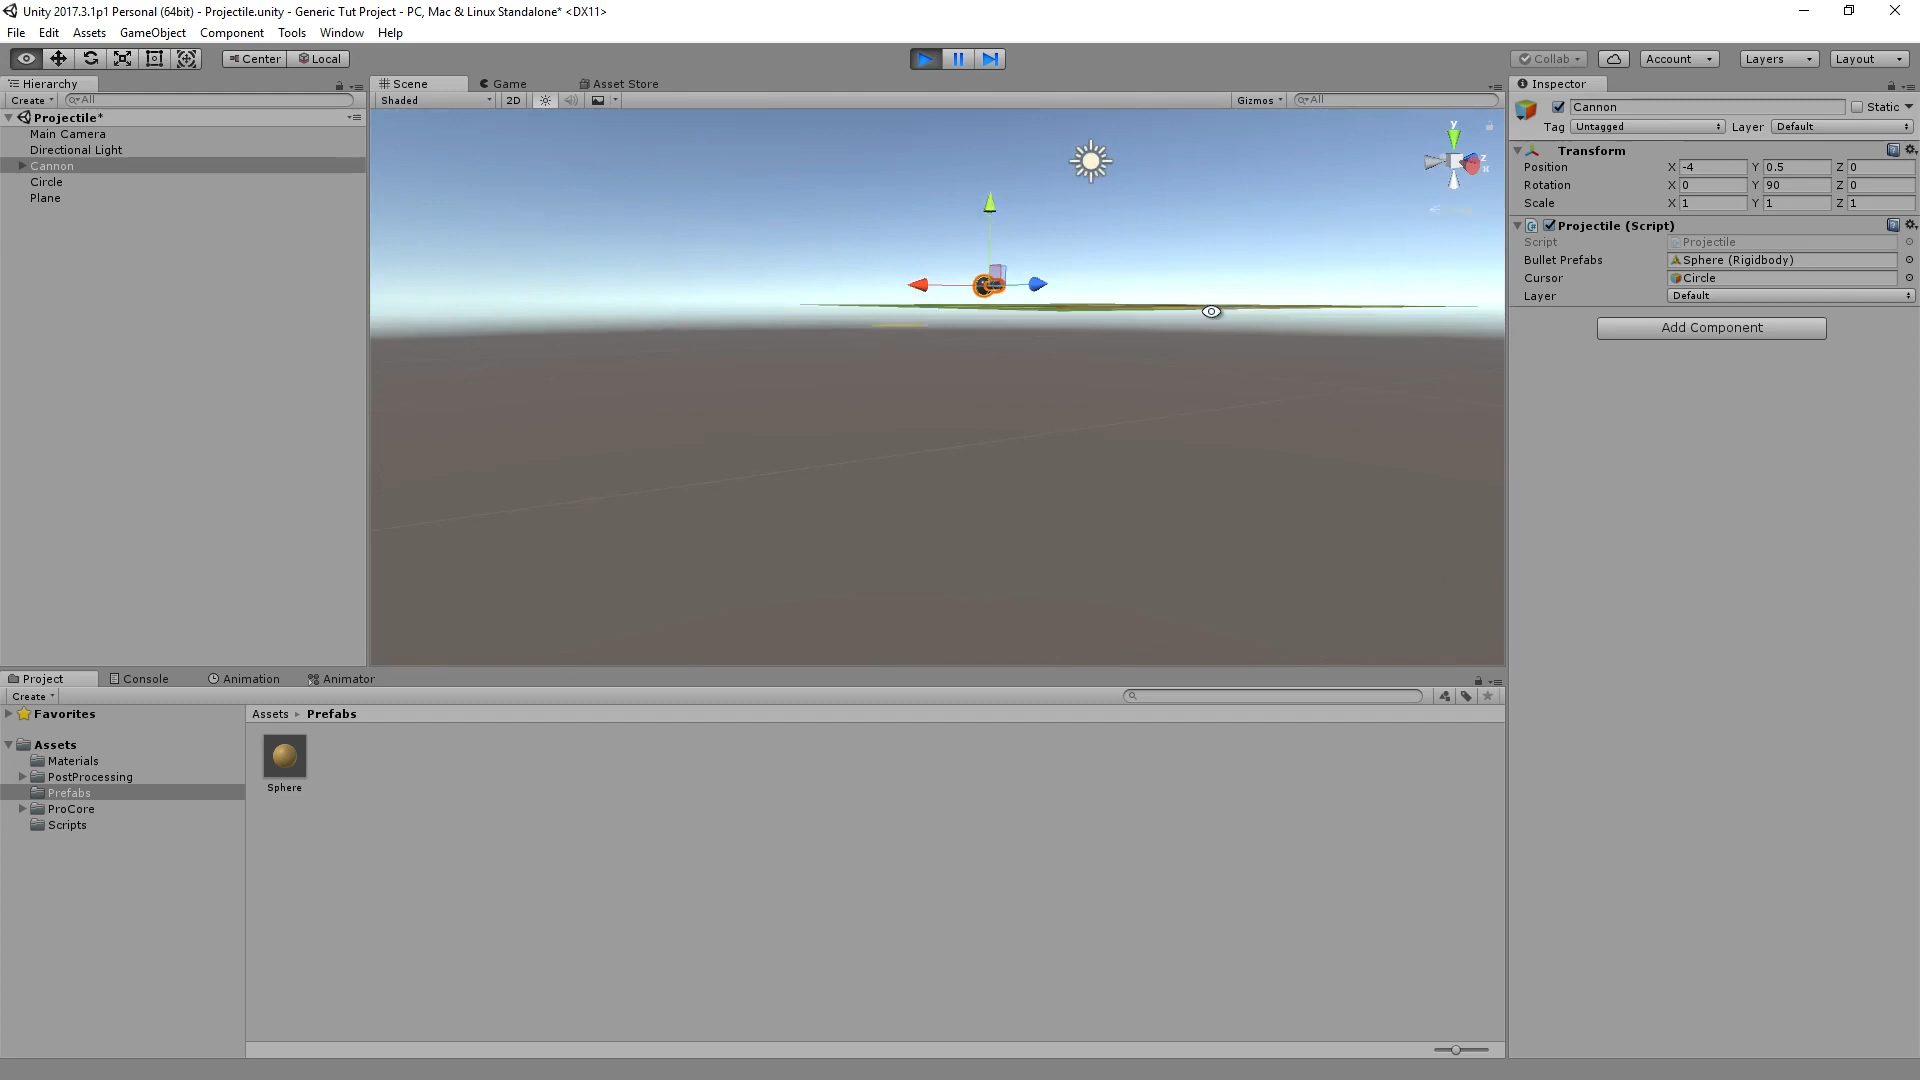 Unity 2017.3.1p1 Personal (64bit) - Projectile.unity - Generic Tut Project - PC, Mac & Linux Standalone* <DX11>
File Edit Assets GameObject Component Tools Window Help
Center Local Collab Account Layers Layout
Hierarchy
Create All
Projectile*
Main Camera
Directional Light
Cannon
Circle
Plane
Scene Game Asset Store
Shaded 2D Gizmos All
y
z
Inspector
Cannon Static
Tag Untagged Layer Default
Transform
Position X -4 Y 0.5 Z 0
Rotation X 0 Y 90 Z 0
Scale X 1 Y 1 Z 1
Projectile (Script)
Script Projectile
Bullet Prefabs Sphere (Rigidbody)
Cursor Circle
Layer Default
Add Component
Project Console Animation Animator
Create
Favorites
Assets
Materials
PostProcessing
Prefabs
ProCore
Scripts
Assets Prefabs
Sphere